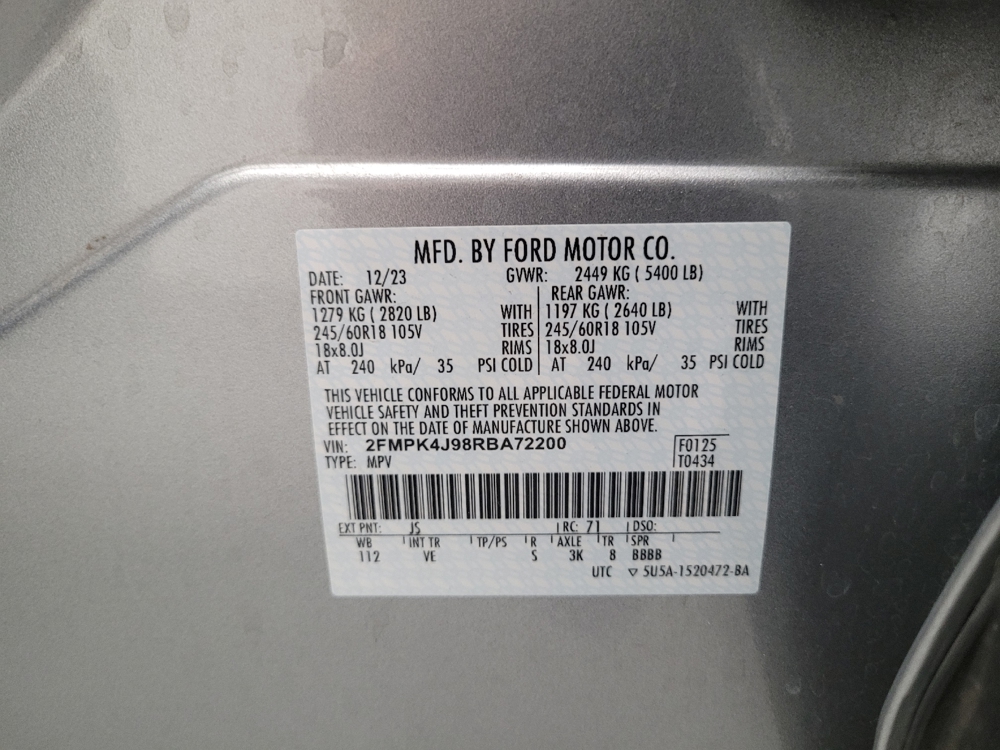 MFD. BY FORD MOTOR CO.
DATE: 12/23 GVWR: 2449 KG ( 5400 LB)
FRONT GAWR: REAR GAWR:
1279 KG ( 2820 LB) WITH 1197 KG ( 2640 LB) WITH
245/60R18 105V TIRES 245/60R18 105V TIRES
18x8.0J RIMS 18x8.0J RIMS
AT 240 kPa/ 35 PSI COLD AT 240 kPa/ 35 PSI COLD
THIS VEHICLE CONFORMS TO ALL APPLICABLE FEDERAL MOTOR
VEHICLE SAFETY AND THEFT PREVENTION STANDARDS IN
EFFECT ON THE DATE OF MANUFACTURE SHOWN ABOVE.
VIN: 2FMPK4J98RBA72200 F0125
TYPE: MPV T0434
EXT PNT: JS RC: 71 DSO:
WB INT TR TP/PS R AXLE TR SPR
112 VE S 3K 8 BBBB
UTC ▽ 5U5A-1520472-BA